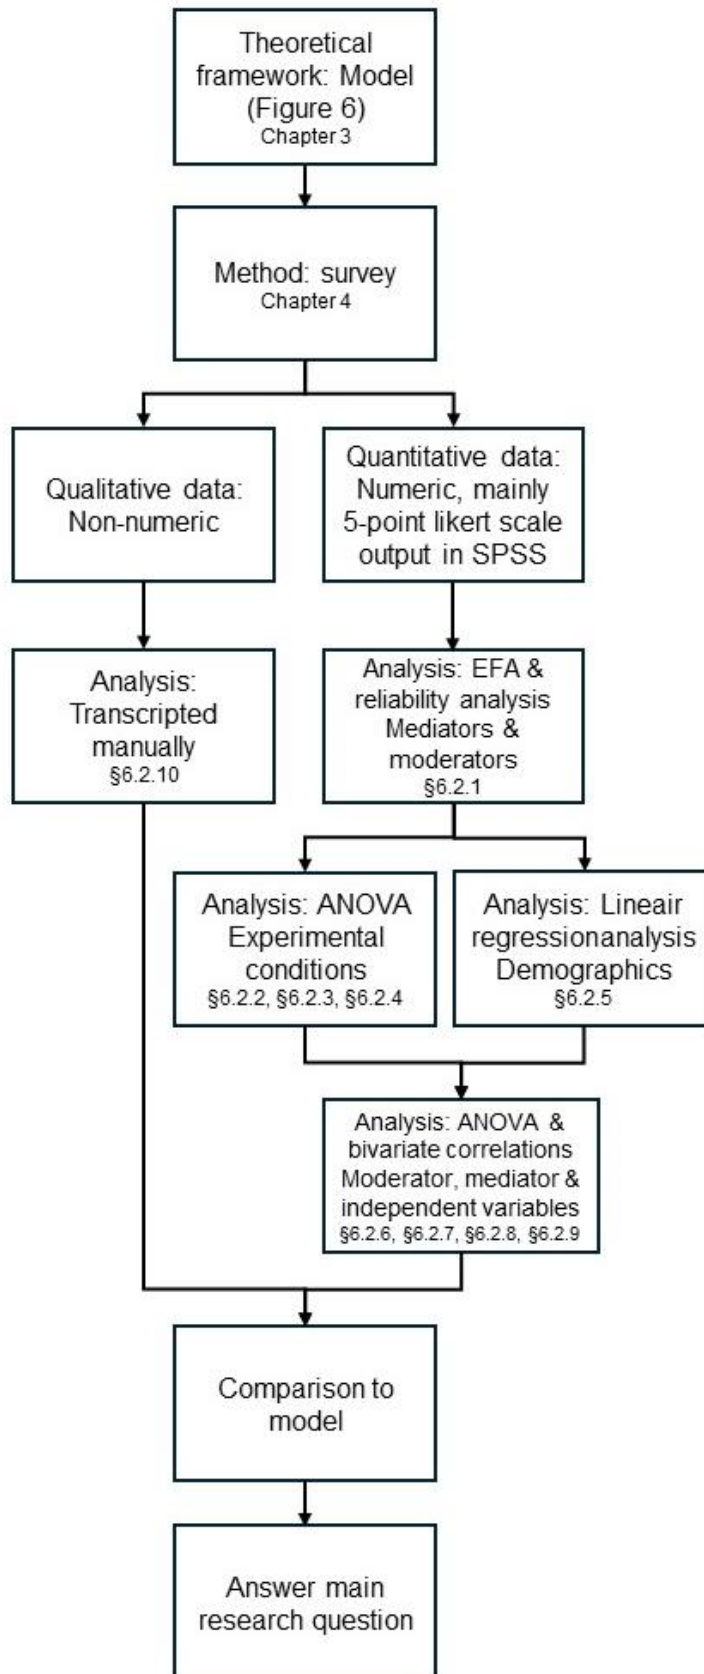 Theoretical
framework: Model
(Figure 6)
Chapter 3
Method: survey
Chapter 4
Qualitative data:
Non-numeric
Quantitative data:
Numeric, mainly
5-point likert scale
output in SPSS
Analysis:
Transcripted
manually
§6.2.10
Analysis: EFA &
reliability analysis
Mediators &
moderators
§6.2.1
Analysis: ANOVA
Experimental
conditions
§6.2.2, §6.2.3, §6.2.4
Analysis: Lineair
regressionanalysis
Demographics
§6.2.5
Analysis: ANOVA &
bivariate correlations
Moderator, mediator &
independent variables
§6.2.6, §6.2.7, §6.2.8, §6.2.9
Comparison to
model
Answer main
research question